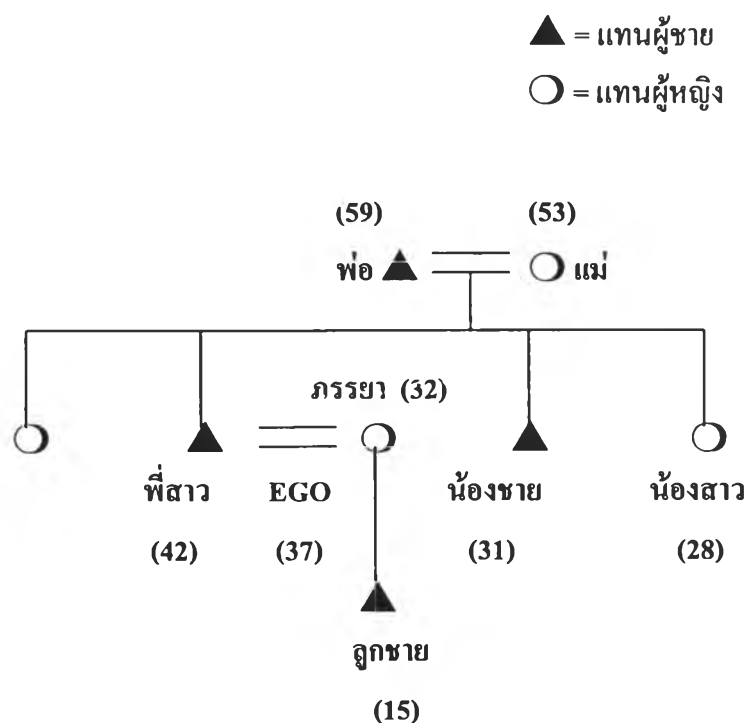 = แทนผู้ชาย
= แทนผู้หญิง
(59) (53)
พ่อ แม่
ภรรยา (32)
พี่สาว EGO น้องชาย น้องสาว
(42) (37) (31) (28)
ลูกชาย
(15)